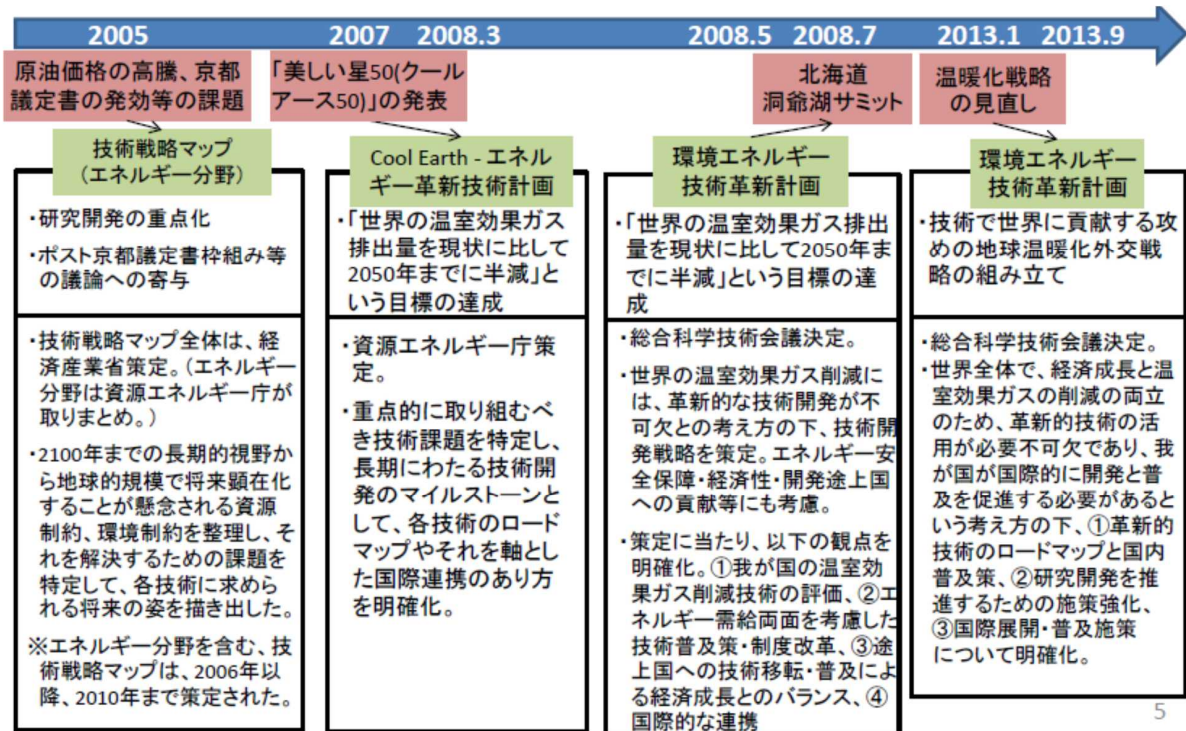 2005
2007 2008.3
2008.5 2008.7
2013.1 2013.9
原油価格の高騰、京都
議定書の発効等の課題
「美しい星50(クール
アース50)」の発表
北海道
洞爺湖サミット
温暖化戦略
の見直し
技術戦略マップ
(エネルギー分野)
・研究開発の重点化
・ポスト京都議定書枠組み等
の議論への寄与
・技術戦略マップ全体は、経
済産業省策定。(エネルギー
分野は資源エネルギー庁が
取りまとめ。)
・2100年までの長期的視野か
ら地球的規模で将来顕在化
することが懸念される資源
制約、環境制約を整理し、そ
れを解決するための課題を
特定して、各技術に求めら
れる将来の姿を描き出した。
※エネルギー分野を含む、技
術戦略マップは、2006年以
降、2010年まで策定された。
Cool Earth - エネル
ギー革新技術計画
・「世界の温室効果ガス
排出量を現状に比して
2050年までに半減」と
いう目標の達成
・資源エネルギー庁策
定。
・重点的に取り組むべ
き技術課題を特定し、
長期にわたる技術開
発のマイルストーンと
して、各技術のロード
マップやそれを軸とし
た国際連携のあり方
を明確化。
環境エネルギー
技術革新計画
・「世界の温室効果ガス排出
量を現状に比して2050年ま
でに半減」という目標の達
成
・総合科学技術会議決定。
・世界の温室効果ガス削減に
は、革新的な技術開発が不
可欠との考え方の下、技術開
発戦略を策定。エネルギー安
全保障・経済性・開発途上国
への貢献等にも考慮。
・策定に当たり、以下の観点を
明確化。①我が国の温室効
果ガス削減技術の評価、②エ
ネルギー需給両面を考慮した
技術普及策・制度改革、③途
上国への技術移転・普及によ
る経済成長とのバランス、④
国際的な連携
環境エネルギー
技術革新計画
・技術で世界に貢献する攻
めの地球温暖化外交戦
略の組み立て
・総合科学技術会議決定。
・世界全体で、経済成長と温
室効果ガスの削減の両立
のため、革新的技術の活
用が必要不可欠であり、我
が国が国際的に開発と普
及を促進する必要があると
いう考え方の下、①革新的
技術のロードマップと国内
普及策、②研究開発を推
進するための施策強化、
③国際展開・普及施策
について明確化。
5